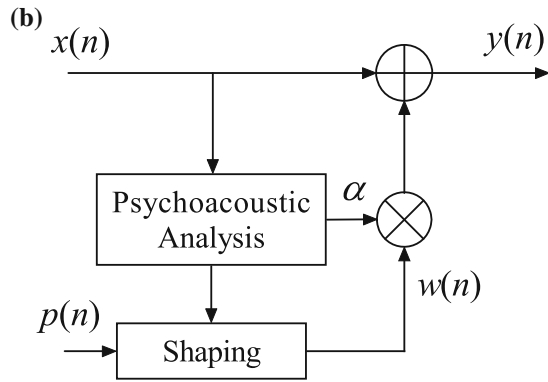 (b)
x(n)
y(n)
Psychoacoustic
Analysis
α
w(n)
p(n)
Shaping